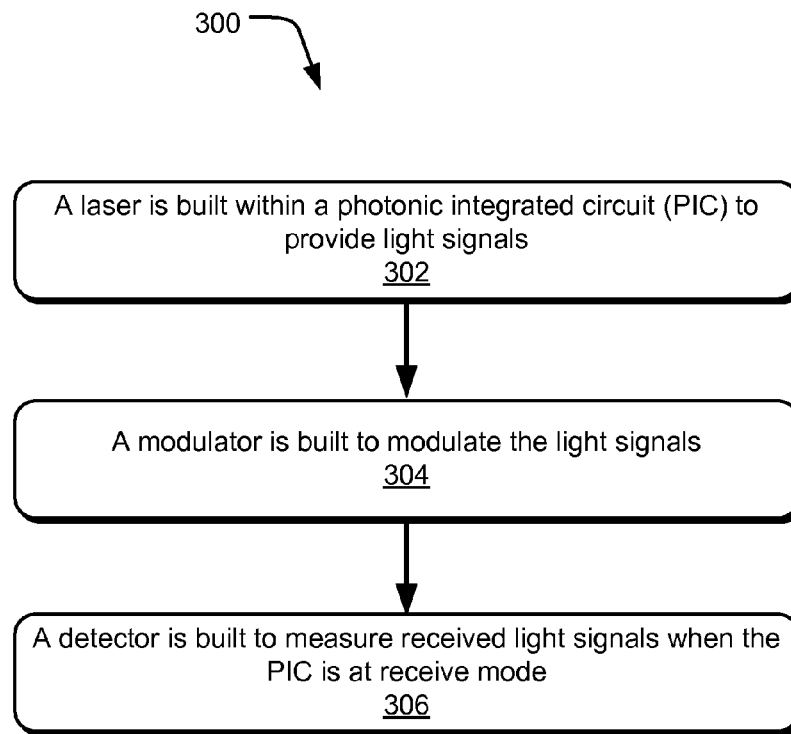 300
A laser is built within a photonic integrated circuit (PIC) to
provide light signals
302
A modulator is built to modulate the light signals
304
A detector is built to measure received light signals when the
PIC is at receive mode
306